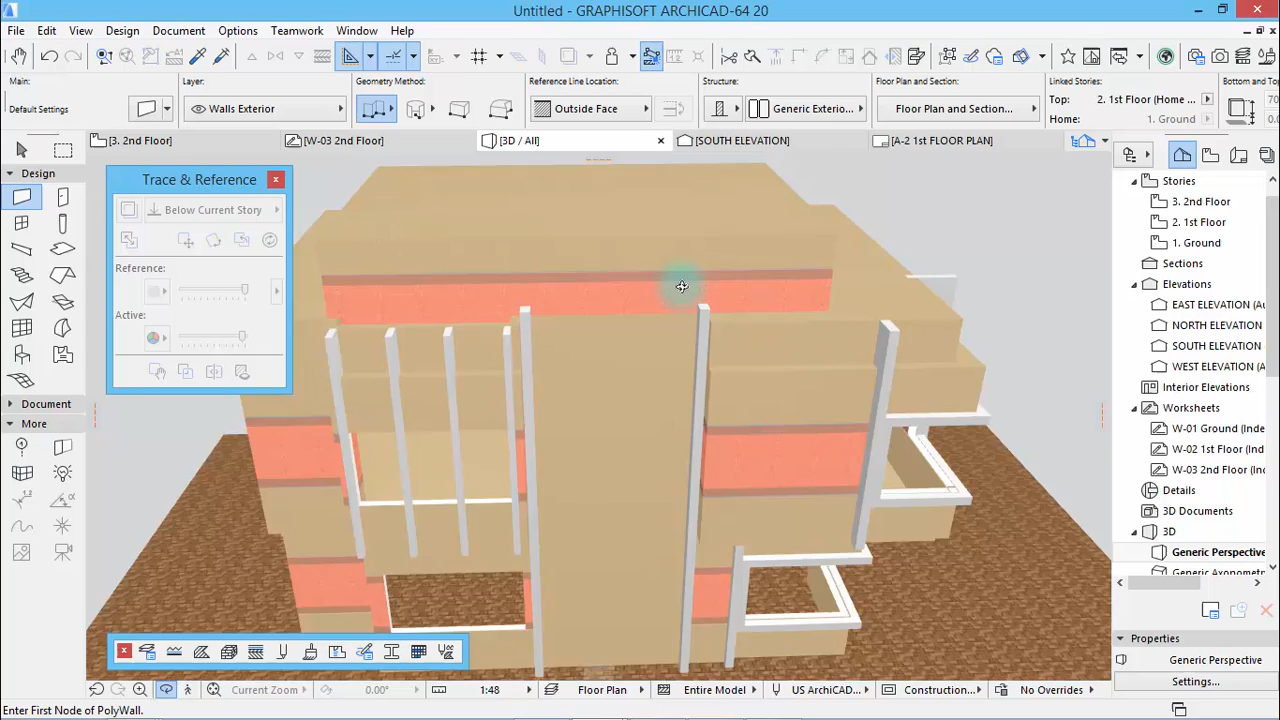 Untitled - GRAPHISOFT ARCHICAD-64 20
File Edit View Design Document Options Teamwork Window Help
Main:
Default Settings
Layer:
Walls Exterior
Geometry Method:
Reference Line Location:
Outside Face
Structure:
Generic Exterio...
Floor Plan and Section:
Floor Plan and Section...
Linked Stories:
Top: 2. 1st Floor (Home ...
Home: 1. Ground
Bottom and To
[3. 2nd Floor]
[W-03 2nd Floor]
[3D / All]
[SOUTH ELEVATION]
[A-2 1st FLOOR PLAN]
Design
Document
More
Trace & Reference
Below Current Story
Reference:
Active:
Stories
3. 2nd Floor
2. 1st Floor
1. Ground
Sections
Elevations
EAST ELEVATION (Au
NORTH ELEVATION
SOUTH ELEVATION
WEST ELEVATION (A
Interior Elevations
Worksheets
W-01 Ground (Inde
W-02 1st Floor (Ind
W-03 2nd Floor (Ind
Details
3D Documents
3D
Generic Perspective
Generic Axonometr
Properties
Generic Perspective
Settings...
Current Zoom
0.00°
1:48
Floor Plan
Entire Model
US ArchiCAD...
Construction...
No Overrides
Enter First Node of PolyWall.